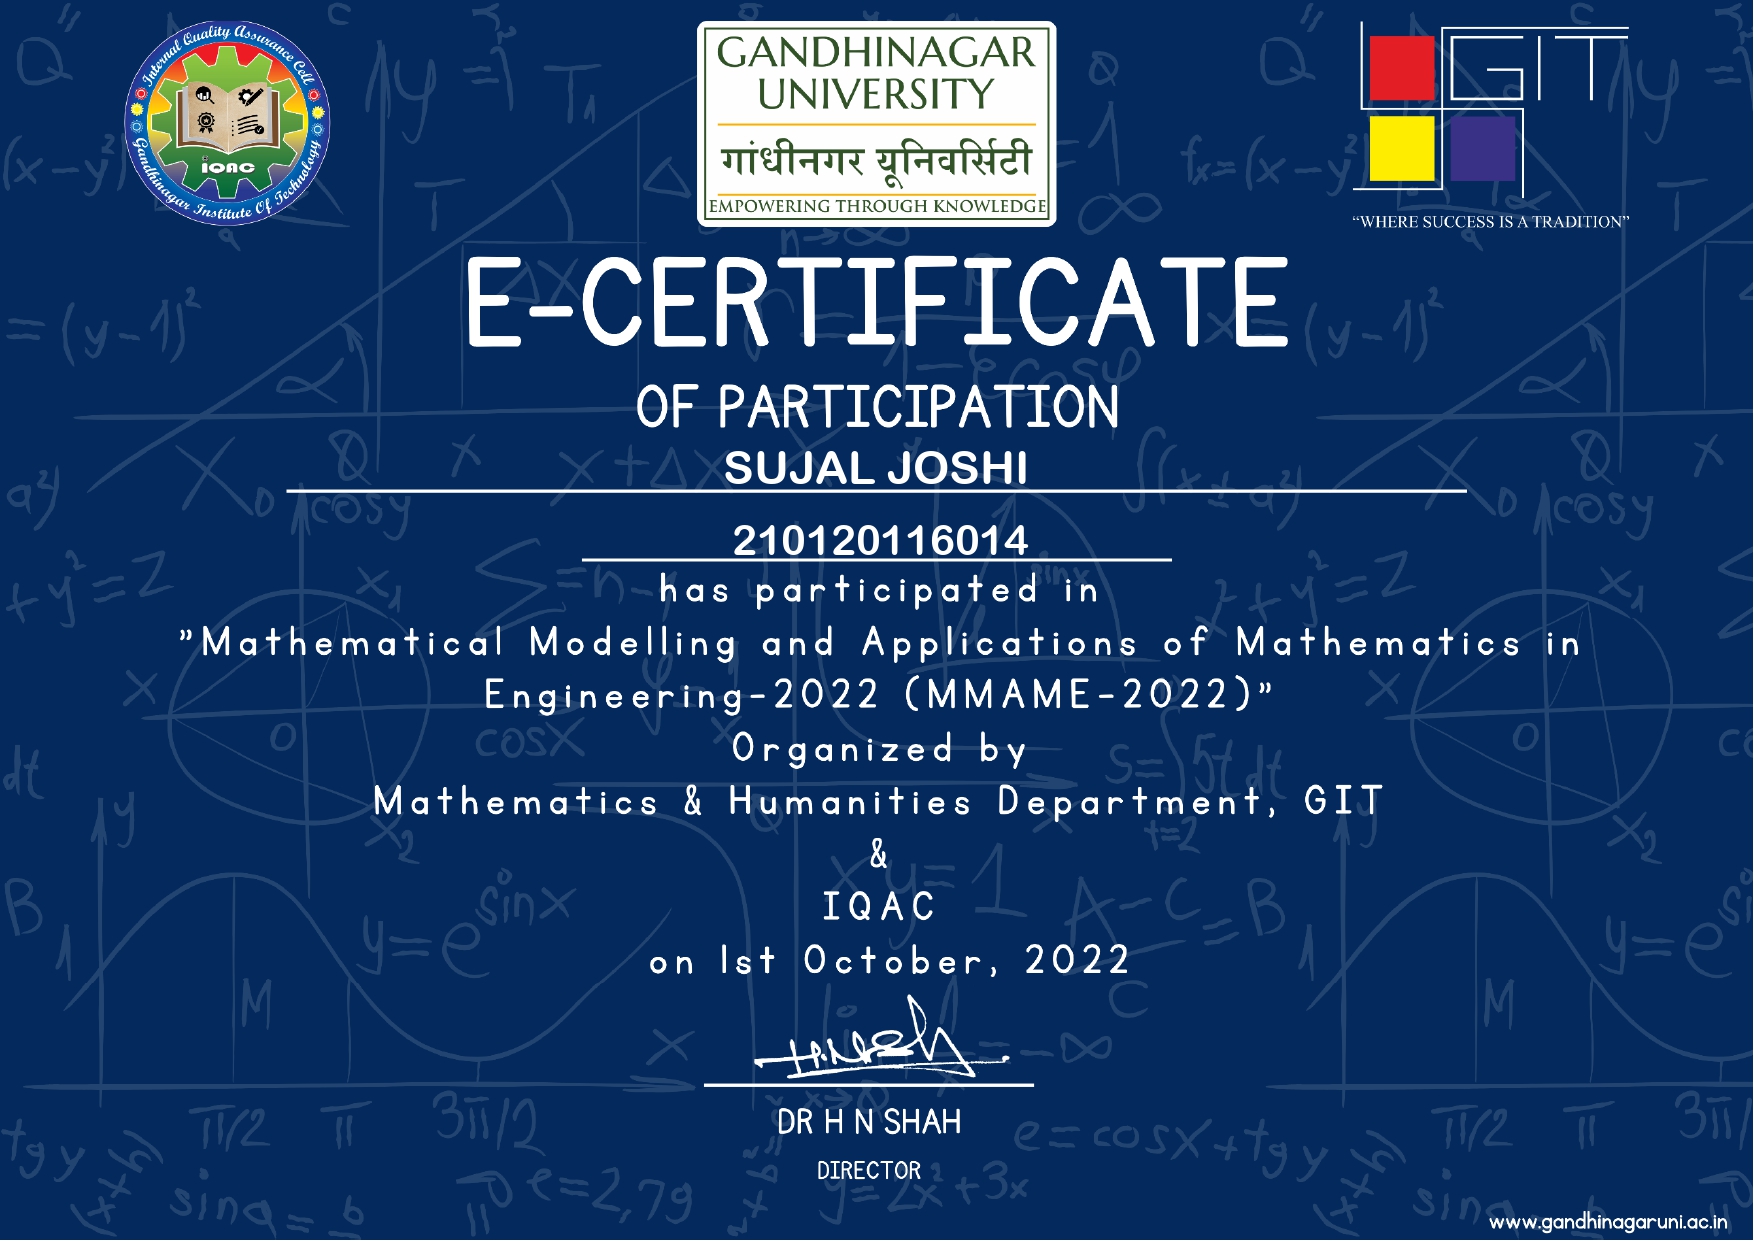 Internal Quality Assurance Cell
iQAC
Gandhinagar Institute Of Technology
GANDHINAGAR
UNIVERSITY
गांधीनगर यूनिवर्सिटी
EMPOWERING THROUGH KNOWLEDGE
GIT
“WHERE SUCCESS IS A TRADITION”
E-CERTIFICATE
OF PARTICIPATION
SUJAL JOSHI
210120116014
has participated in
"Mathematical Modelling and Applications of Mathematics in
Engineering-2022 (MMAME-2022)"
Organized by
Mathematics & Humanities Department, GIT
&
IQAC
on 1st October, 2022
DR H N SHAH
DIRECTOR
www.gandhinagaruni.ac.in